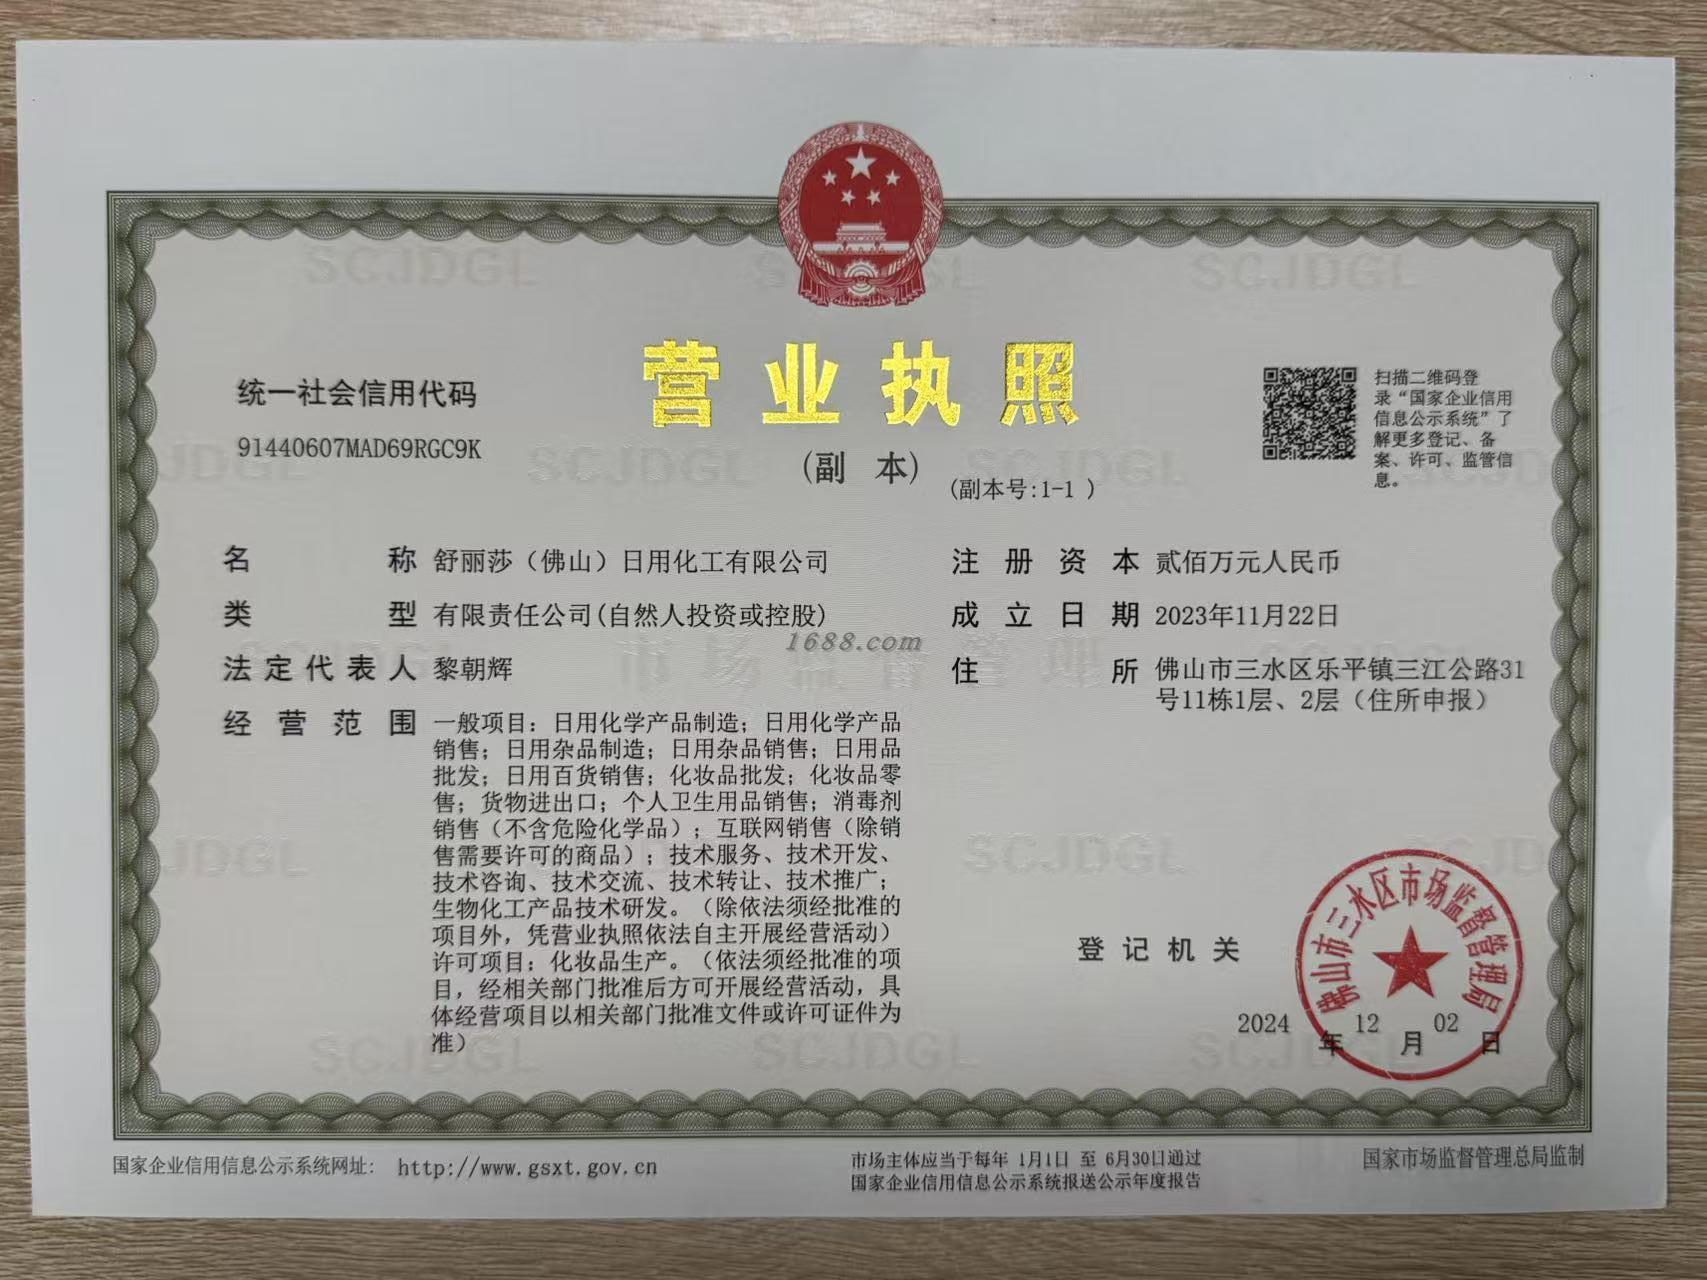 营业执照
(副 本)
(副本号:1-1 )
统一社会信用代码
91440607MAD69RGC9K
扫描二维码登
录“国家企业信用
信息公示系统”了
解更多登记、备
案、许可、监管信
息。
名称 舒丽莎（佛山）日用化工有限公司
类型 有限责任公司(自然人投资或控股)
法定代表人 黎朝辉
经营范围 一般项目：日用化学产品制造；日用化学产品
销售；日用杂品制造；日用杂品销售；日用品
批发；日用百货销售；化妆品批发；化妆品零
售；货物进出口；个人卫生用品销售；消毒剂
销售（不含危险化学品）；互联网销售（除销
售需要许可的商品）；技术服务、技术开发、
技术咨询、技术交流、技术转让、技术推广；
生物化工产品技术研发。（除依法须经批准的
项目外，凭营业执照依法自主开展经营活动）
许可项目：化妆品生产。（依法须经批准的项
目，经相关部门批准后方可开展经营活动，具
体经营项目以相关部门批准文件或许可证件为
准）
注册资本 贰佰万元人民币
成立日期 2023年11月22日
住所 佛山市三水区乐平镇三江公路31
号11栋1层、2层（住所申报）
1688.com
市场监督管理
SCJDGL
SCJDGL
SCJDGL
SCJDGL
SCJDGL
SCJDGL
SCJDGL
SCJDGL
SCJDGL
登记机关
佛山市三水区市场监督管理局
2024年12月02日
国家企业信用信息公示系统网址： http://www.gsxt.gov.cn
市场主体应当于每年 1月1日 至 6月30日通过
国家企业信用信息公示系统报送公示年度报告
国家市场监督管理总局监制